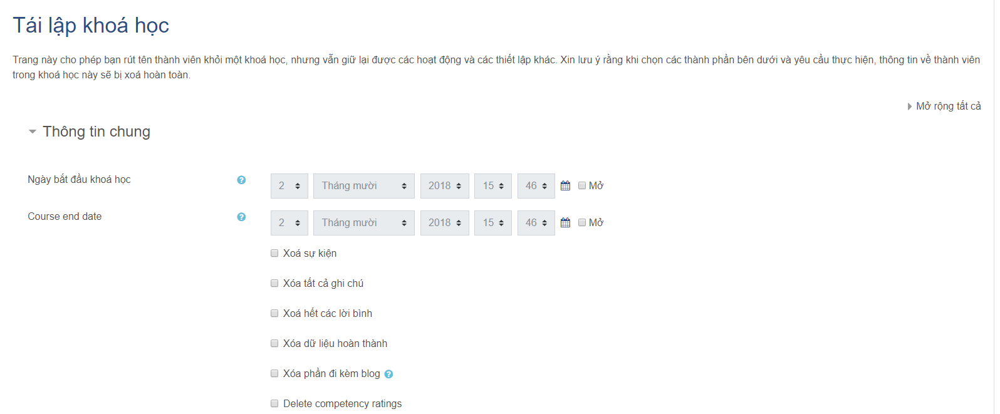 Tái lập khoá học
Trang này cho phép bạn rút tên thành viên khỏi một khoá học, nhưng vẫn giữ lại được các hoạt động và các thiết lập khác. Xin lưu ý rằng khi chọn các thành phần bên dưới và yêu cầu thực hiện, thông tin về thành viên
trong khoá học này sẽ bị xoá hoàn toàn.
Mở rộng tất cả
Thông tin chung
Ngày bắt đầu khoá học ? 2 Tháng mười 2018 15 46 Mở
Course end date ? 2 Tháng mười 2018 15 46 Mở
Xoá sự kiện
Xóa tất cả ghi chú
Xoá hết các lời bình
Xóa dữ liệu hoàn thành
Xóa phần đi kèm blog ?
Delete competency ratings